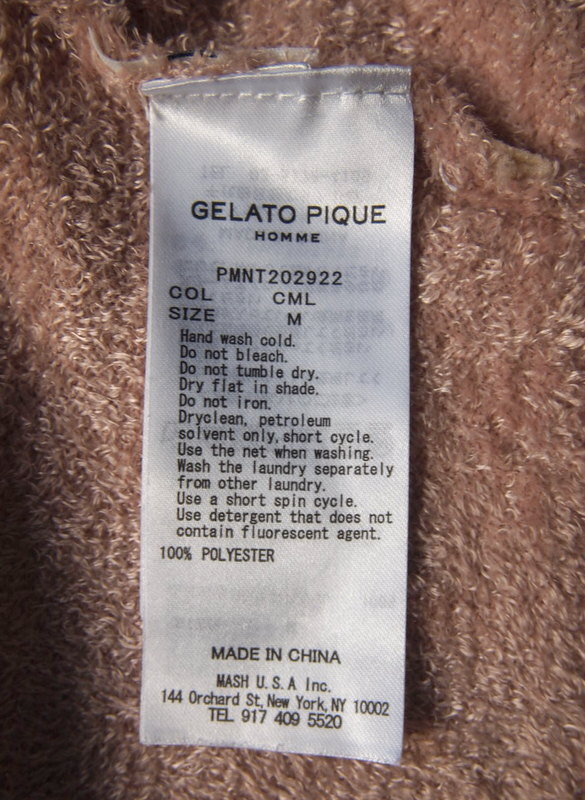 GELATO PIQUE
HOMME
PMNT202922
COL CML
SIZE M
Hand wash cold.
Do not bleach.
Do not tumble dry.
Dry flat in shade.
Do not iron.
Dryclean, petroleum
solvent only, short cycle.
Use the net when washing.
Wash the laundry separately
from other laundry.
Use a short spin cycle.
Use detergent that does not
contain fluorescent agent.
100% POLYESTER
MADE IN CHINA
MASH U.S.A Inc.
144 Orchard St, New York, NY 10002
TEL 917 409 5520